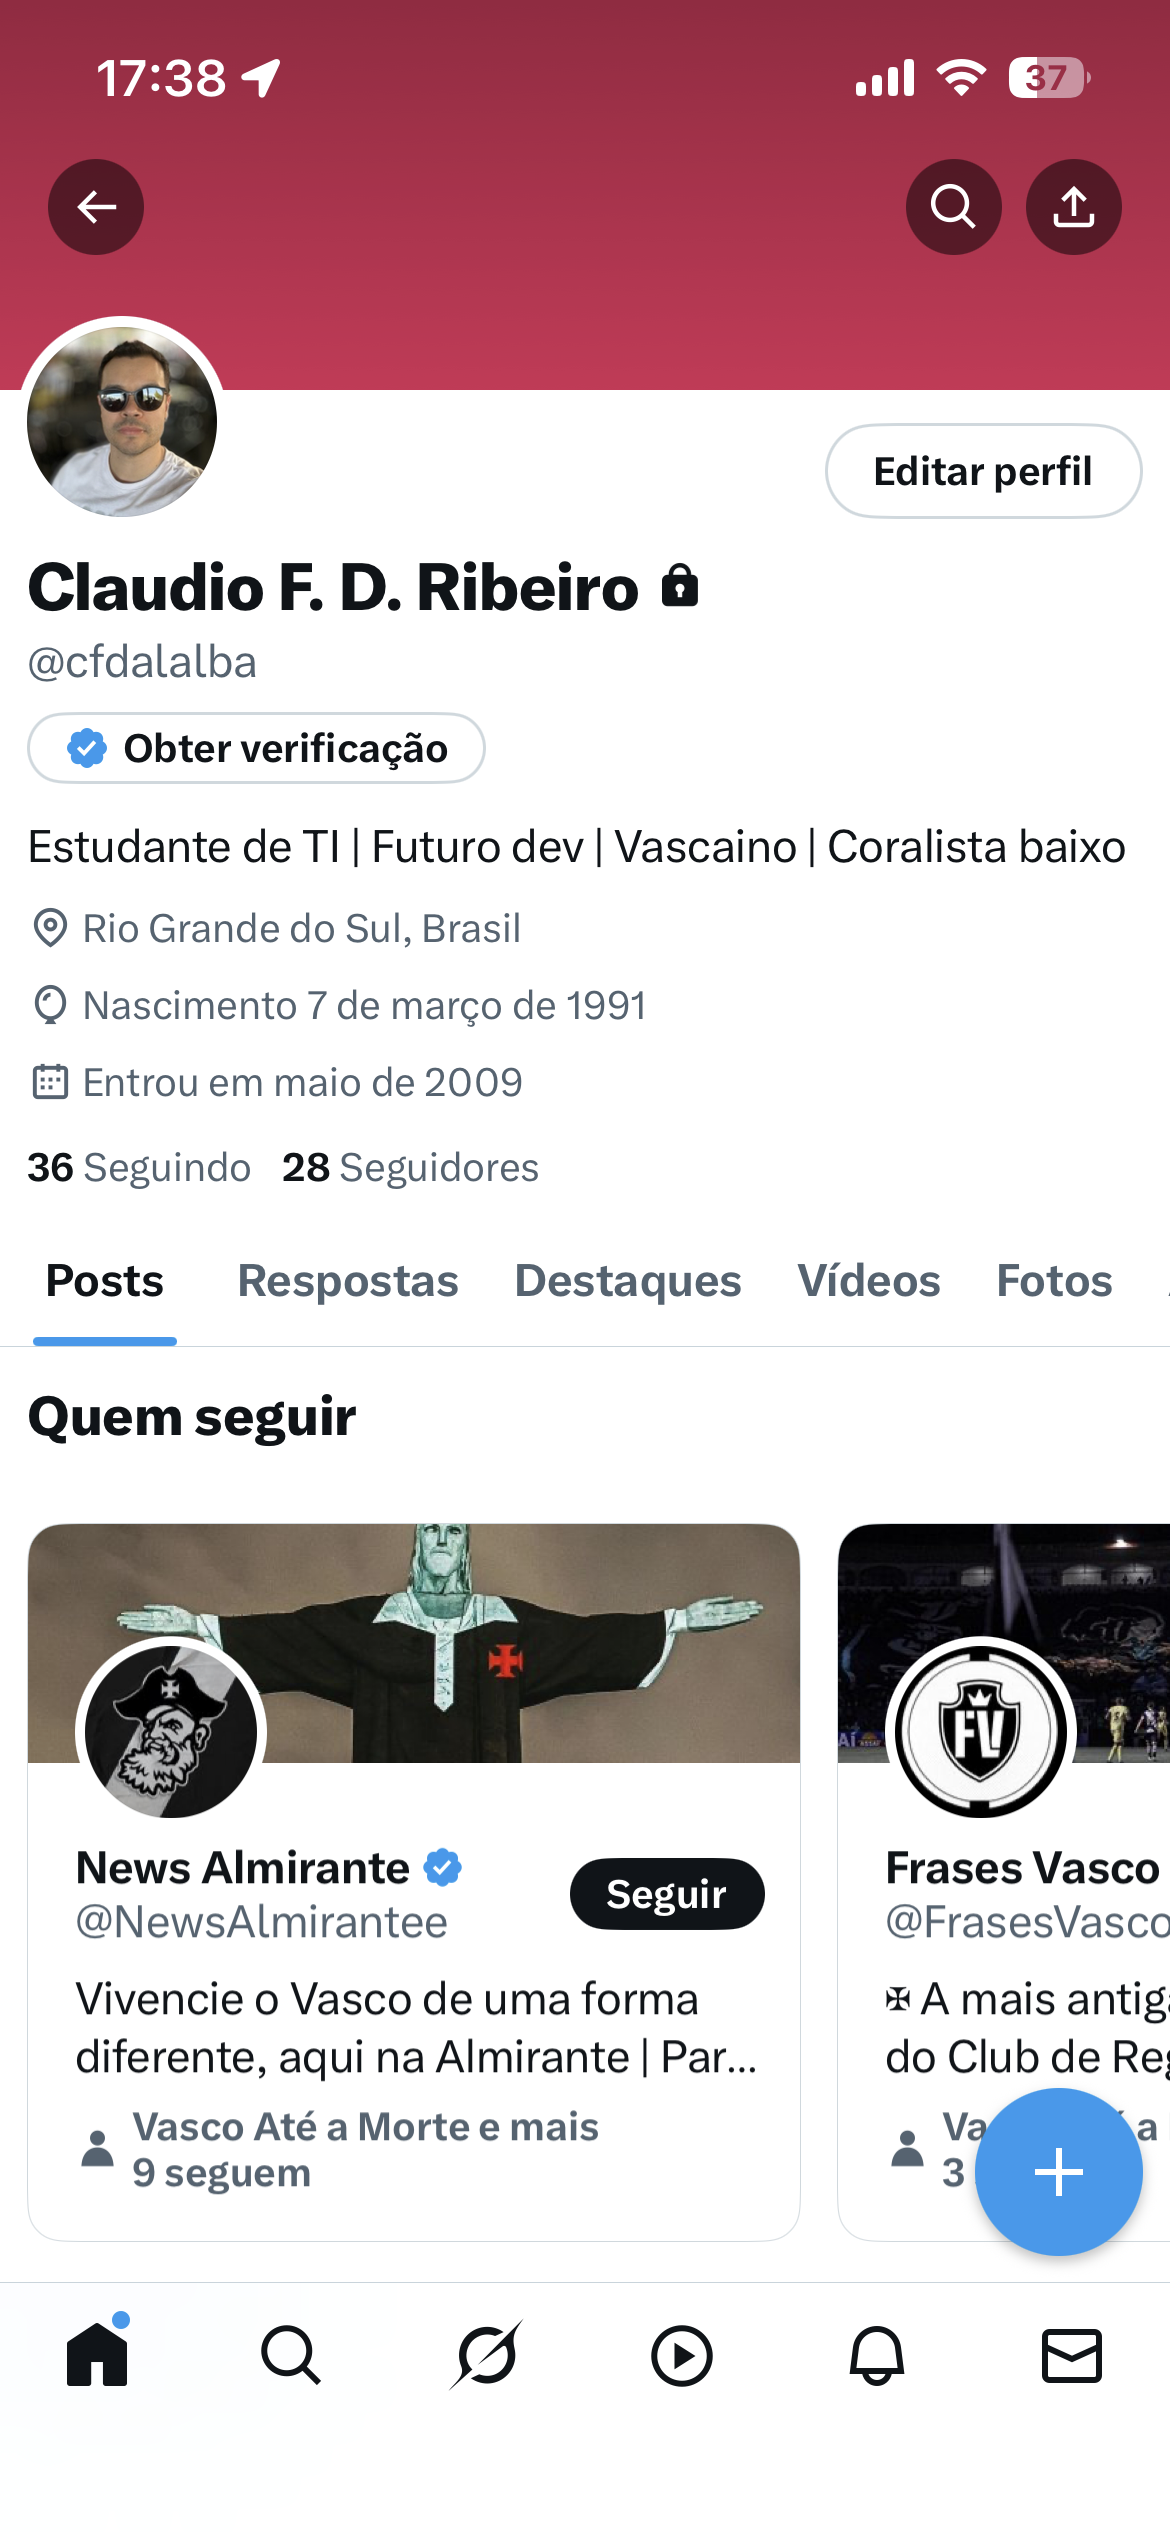 17:38
37
Editar perfil
Claudio F. D. Ribeiro
@cfdalalba
Obter verificação
Estudante de TI | Futuro dev | Vascaino | Coralista baixo
Rio Grande do Sul, Brasil
Nascimento 7 de março de 1991
Entrou em maio de 2009
36 Seguindo 28 Seguidores
Posts Respostas Destaques Vídeos Fotos
Quem seguir
FV
News Almirante
@NewsAlmirantee
Seguir
Vivencie o Vasco de uma forma
diferente, aqui na Almirante | Par...
Vasco Até a Morte e mais
9 seguem
Frases Vasco
@FrasesVasco
✠ A mais
do Club de
3